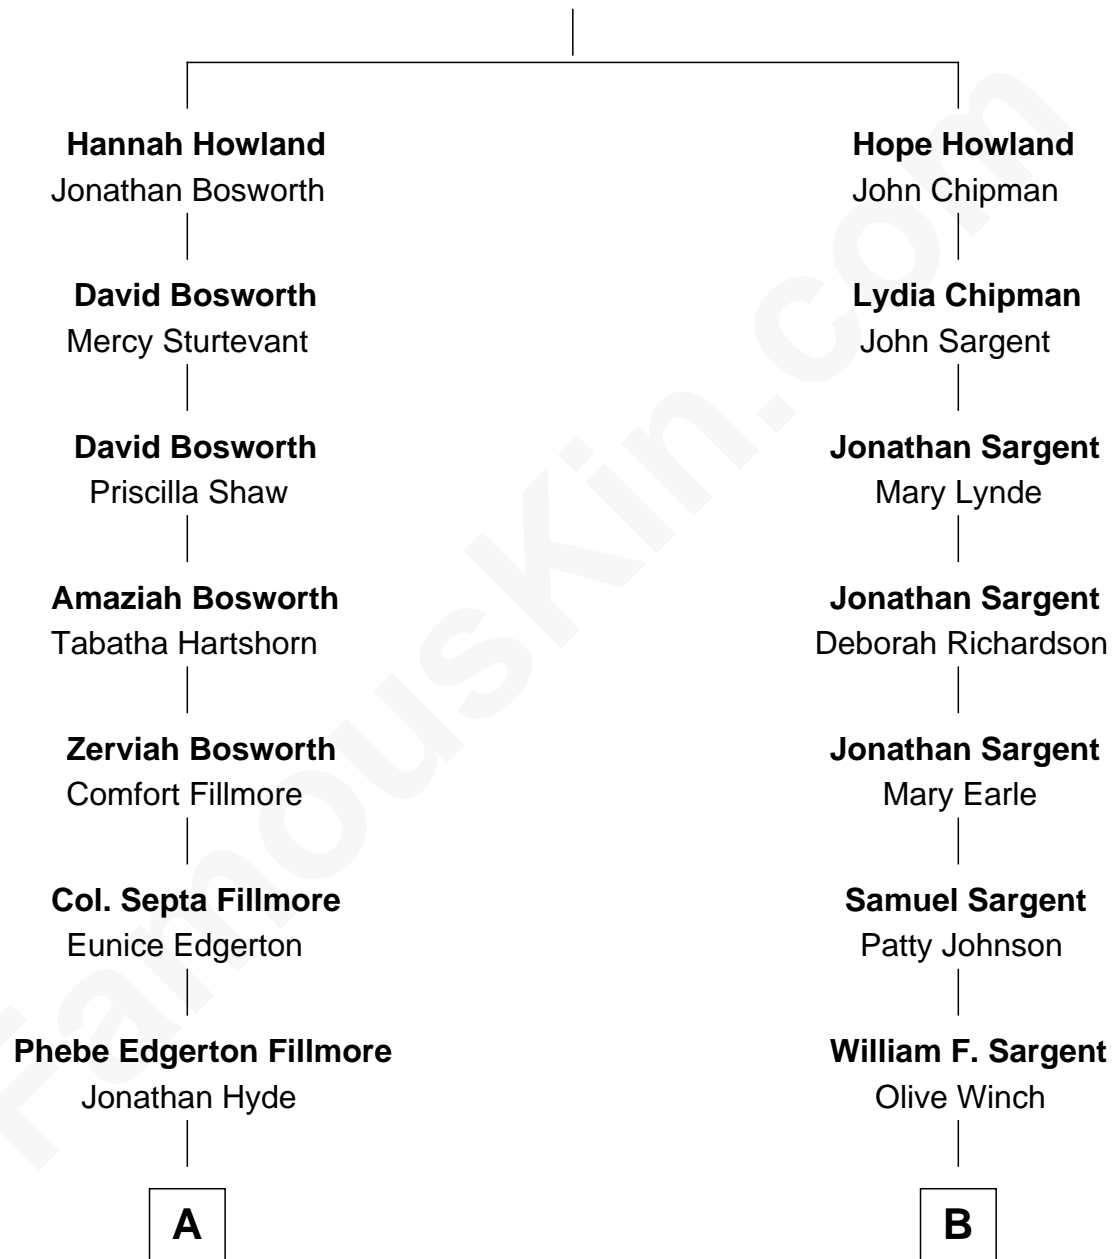 Hannah Howland
Jonathan Bosworth
David Bosworth
Mercy Sturtevant
David Bosworth
Priscilla Shaw
Amaziah Bosworth
Tabatha Hartshorn
Zerviah Bosworth
Comfort Fillmore
Col. Septa Fillmore
Eunice Edgerton
Phebe Edgerton Fillmore
Jonathan Hyde
A
Hope Howland
John Chipman
Lydia Chipman
John Sargent
Jonathan Sargent
Mary Lynde
Jonathan Sargent
Deborah Richardson
Jonathan Sargent
Mary Earle
Samuel Sargent
Patty Johnson
William F. Sargent
Olive Winch
B
FamousKin.com